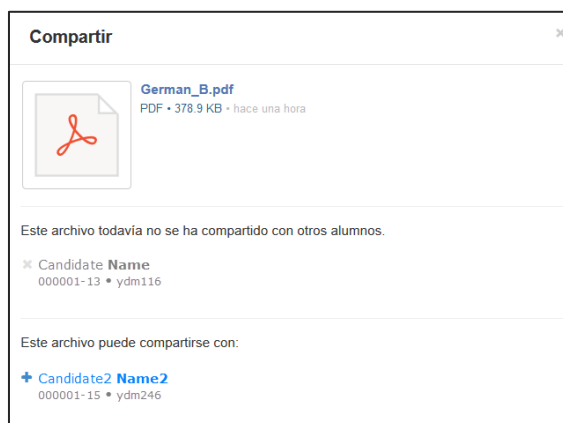 Compartir
German_B.pdf
PDF • 378.9 KB • hace una hora
Este archivo todavía no se ha compartido con otros alumnos.
Candidate Name
000001-13 • ydm116
Este archivo puede compartirse con:
Candidate2 Name2
000001-15 • ydm246